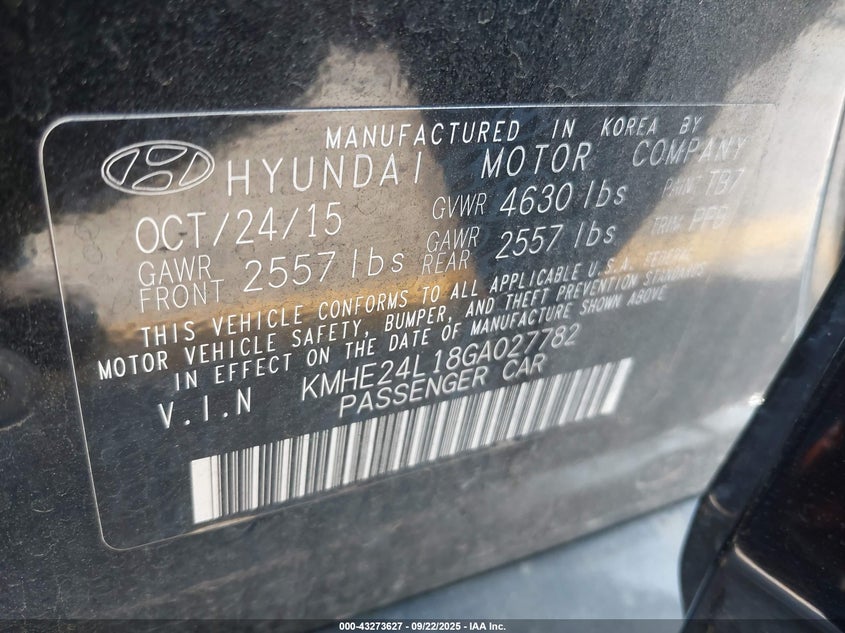 MANUFACTURED IN KOREA BY
HYUNDAI MOTOR COMPANY
OCT/24/15 GVWR 4630 lbs PAINT: TB7
GAWR FRONT 2557 lbs GAWR REAR 2557 lbs TRIM: PF9
THIS VEHICLE CONFORMS TO ALL APPLICABLE U.S.A. FEDERAL
MOTOR VEHICLE SAFETY, BUMPER, AND THEFT PREVENTION STANDARDS
IN EFFECT ON THE DATE OF MANUFACTURE SHOWN ABOVE
V.I.N KMHE24L18GA027782
PASSENGER CAR
000-43273627 - 09/22/2025 - IAA Inc.